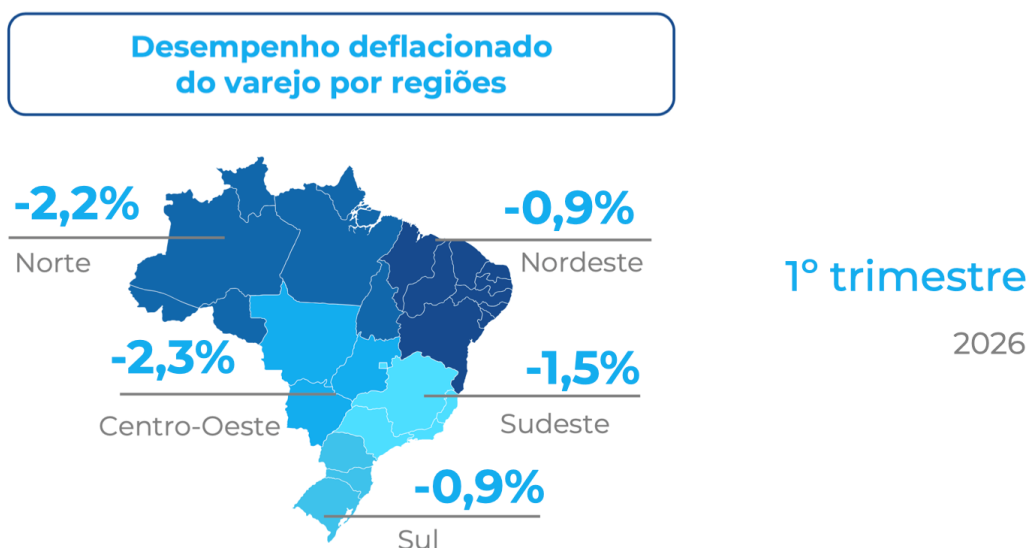 Desempenho deflacionado
do varejo por regiões
-2,2%
Norte
-0,9%
Nordeste
1º trimestre
2026
-2,3%
Centro-Oeste
-1,5%
Sudeste
-0,9%
Sul